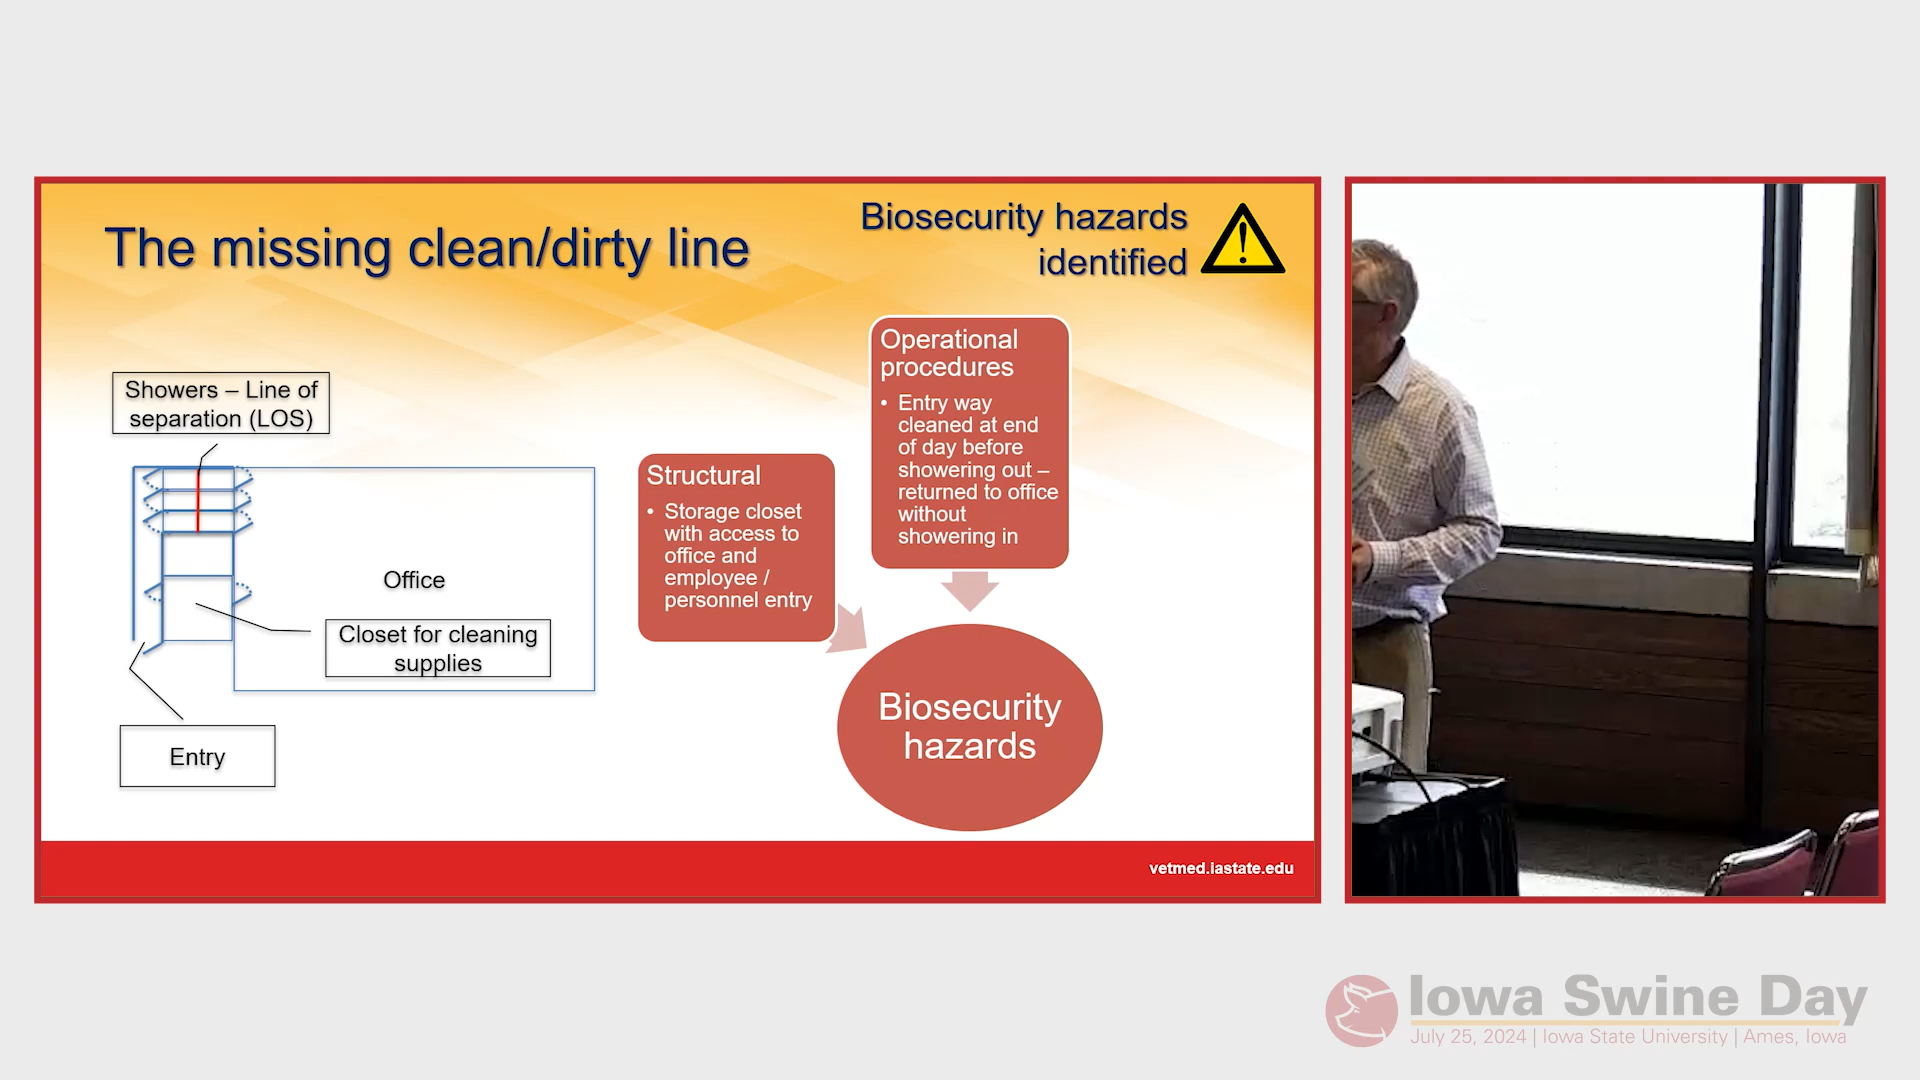 The missing clean/dirty line
Biosecurity hazards
identified
Showers – Line of
separation (LOS)
Office
Closet for cleaning
supplies
Entry
Structural
• Storage closet
with access to
office and
employee /
personnel entry
Operational
procedures
• Entry way
cleaned at end
of day before
showering out –
returned to office
without
showering in
Biosecurity
hazards
vetmed.iastate.edu
Iowa Swine Day
July 25, 2024 | Iowa State University | Ames, Iowa